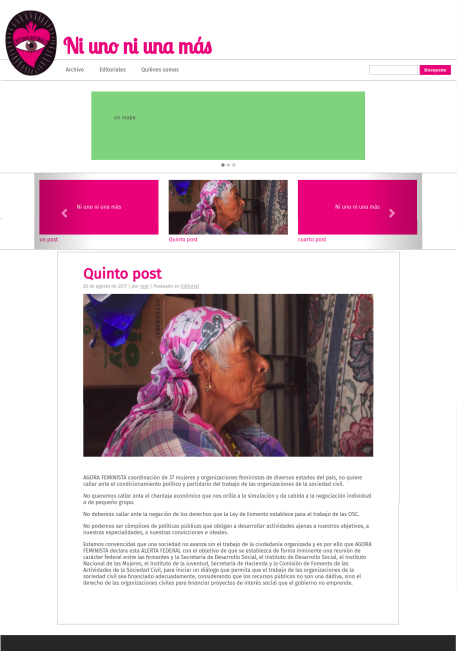 Ni uno ni una más
Archivo Editoriales Quiénes somos Búsqueda
un mapa
Ni uno ni una más Ni uno ni una más
un post Quinto post cuarto post
Quinto post
26 de agosto de 2017 | por root | Posteado en Editorial
AGORA FEMINISTA coordinación de 37 mujeres y organizaciones feministas de diversos estados del país, no quiere
callar ante el condicionamiento político y partidario del trabajo de las organizaciones de la sociedad civil.
No queremos callar ante el chantaje económico que nos orilla a la simulación y da cabida a la negociación individual
o de pequeño grupo.
No debemos callar ante la negación de los derechos que la Ley de Fomento establece para el trabajo de las OSC.
No podemos ser cómplices de políticas públicas que obligan a desarrollar actividades ajenas a nuestros objetivos, a
nuestras especialidades, a nuestras convicciones e ideales.
Estamos convencidas que una sociedad no avanza sin el trabajo de la ciudadanía organizada y es por ello que AGORA
FEMINISTA declara esta ALERTA FEDERAL con el objetivo de que se establezca de forma inminente una reunión de
carácter federal entre las firmantes y la Secretaría de Desarrollo Social, el Instituto de Desarrollo Social, el Instituto
Nacional de las Mujeres, el Instituto de la Juventud, Secretaría de Hacienda y la Comisión de Fomento de las
Actividades de la Sociedad Civil, para iniciar un diálogo que permita que el trabajo de las organizaciones de la
sociedad civil sea financiado adecuadamente, considerando que los recursos públicos no son una dádiva, sino el
derecho de las organizaciones civiles para financiar proyectos de interés social que el gobierno no emprende.